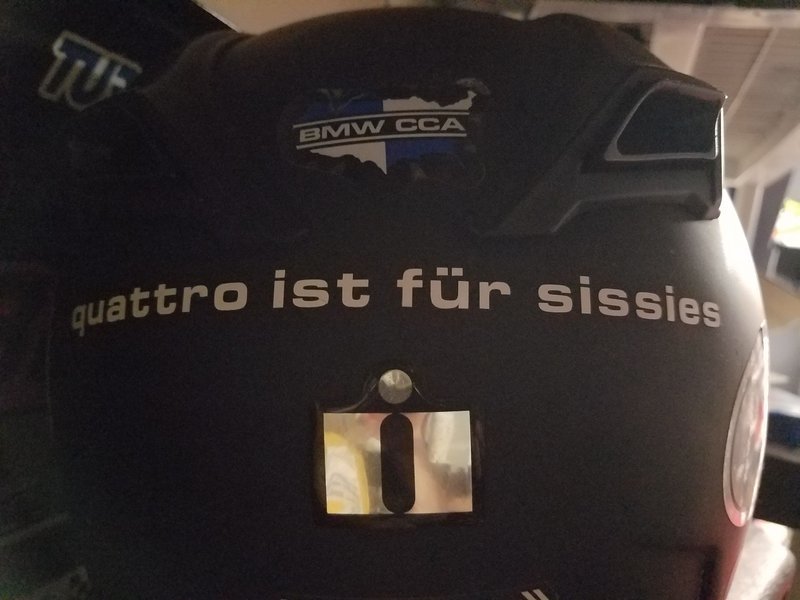 BMW CCA
quattro ist für sissies